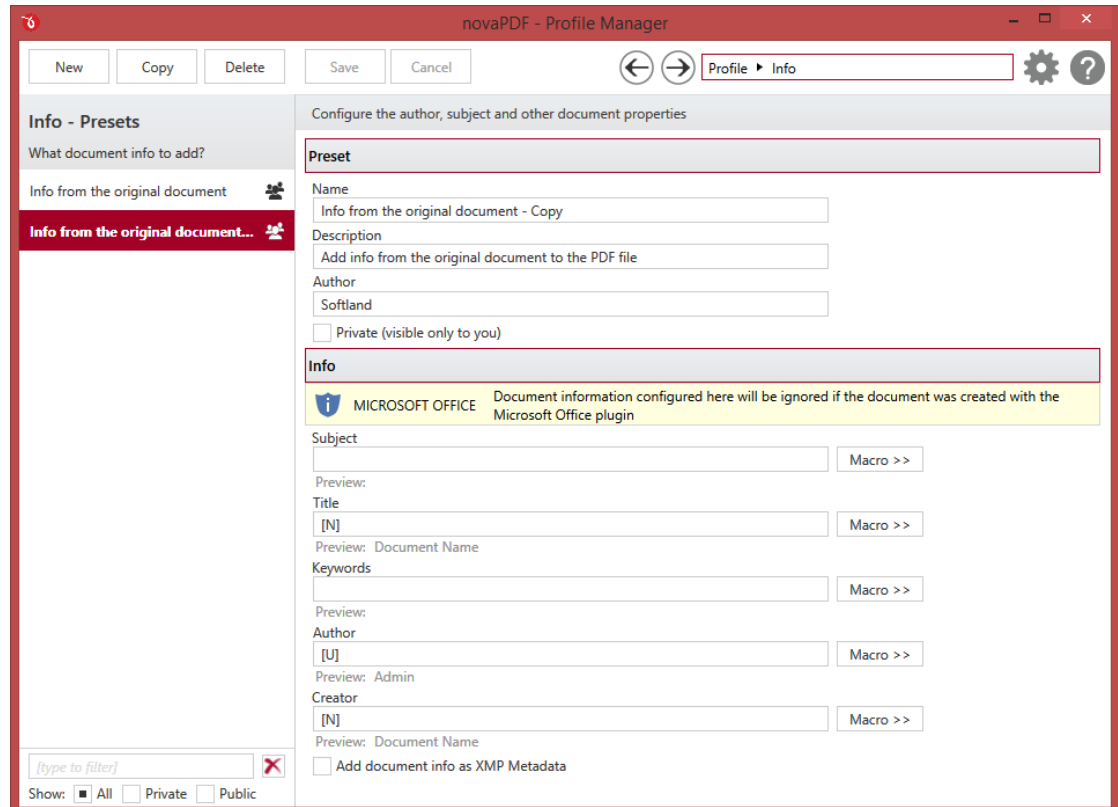 novaPDF - Profile Manager
New Copy Delete Save Cancel Profile Info
Info - Presets
What document info to add?
Info from the original document
Info from the original document...
[type to filter]
Show: All Private Public
Configure the author, subject and other document properties
Preset
Name
Info from the original document - Copy
Description
Add info from the original document to the PDF file
Author
Softland
Private (visible only to you)
Info
MICROSOFT OFFICE Document information configured here will be ignored if the document was created with the
Microsoft Office plugin
Subject
Macro >>
Preview:
Title
[N] Macro >>
Preview: Document Name
Keywords
Macro >>
Preview:
Author
[U] Macro >>
Preview: Admin
Creator
[N] Macro >>
Preview: Document Name
Add document info as XMP Metadata